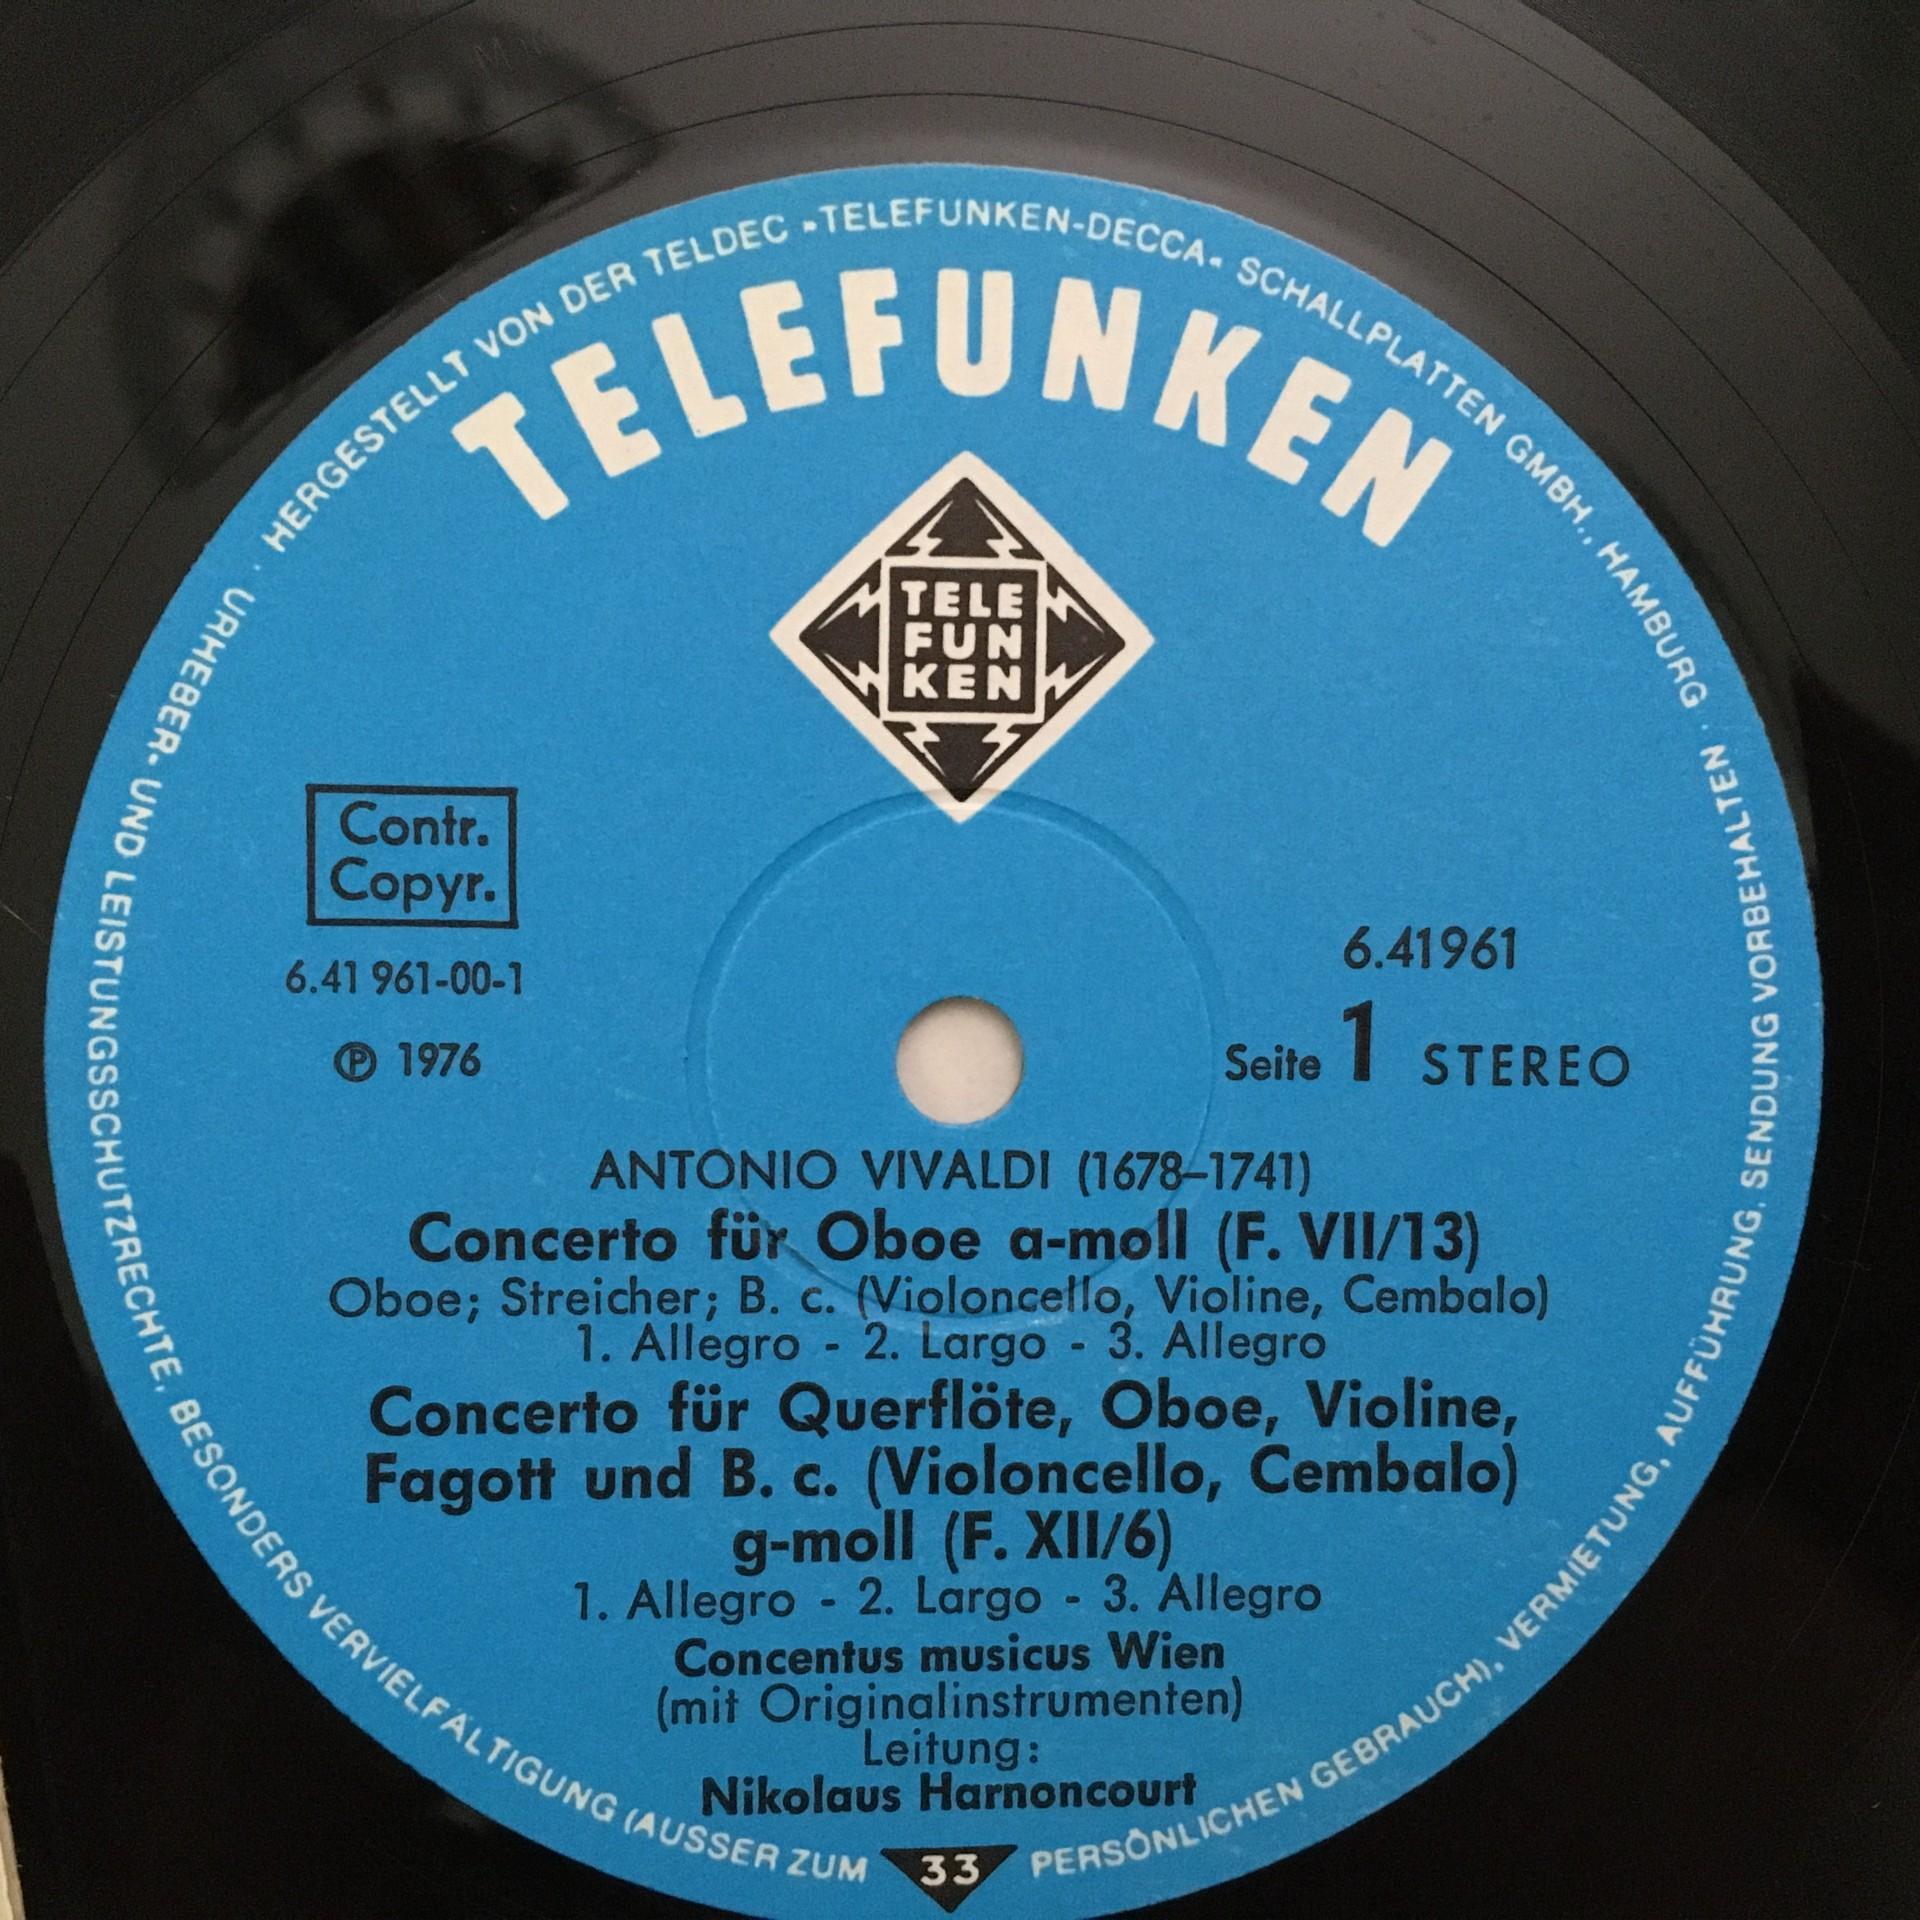 HERGESTELLT VON DER TELDEC »TELEFUNKEN-DECCA« SCHALLPLATTEN GMBH., HAMBURG · URHEBER- UND LEISTUNGSSCHUTZRECHTE, BESONDERS VERVIELFÄLTIGUNG (AUSSER ZUM PERSÖNLICHEN GEBRAUCH), VERMIETUNG, AUFFÜHRUNG, SENDUNG VORBEHALTEN ·
TELEFUNKEN
TELE
FUN
KEN
Contr.
Copyr.
6.41 961-00-1
℗ 1976
6.41961
Seite 1 STEREO
ANTONIO VIVALDI (1678–1741)
Concerto für Oboe a-moll (F. VII/13)
Oboe; Streicher; B. c. (Violoncello, Violine, Cembalo)
1. Allegro - 2. Largo - 3. Allegro
Concerto für Querflöte, Oboe, Violine,
Fagott und B. c. (Violoncello, Cembalo)
g-moll (F. XII/6)
1. Allegro - 2. Largo - 3. Allegro
Concentus musicus Wien
(mit Originalinstrumenten)
Leitung:
Nikolaus Harnoncourt
33